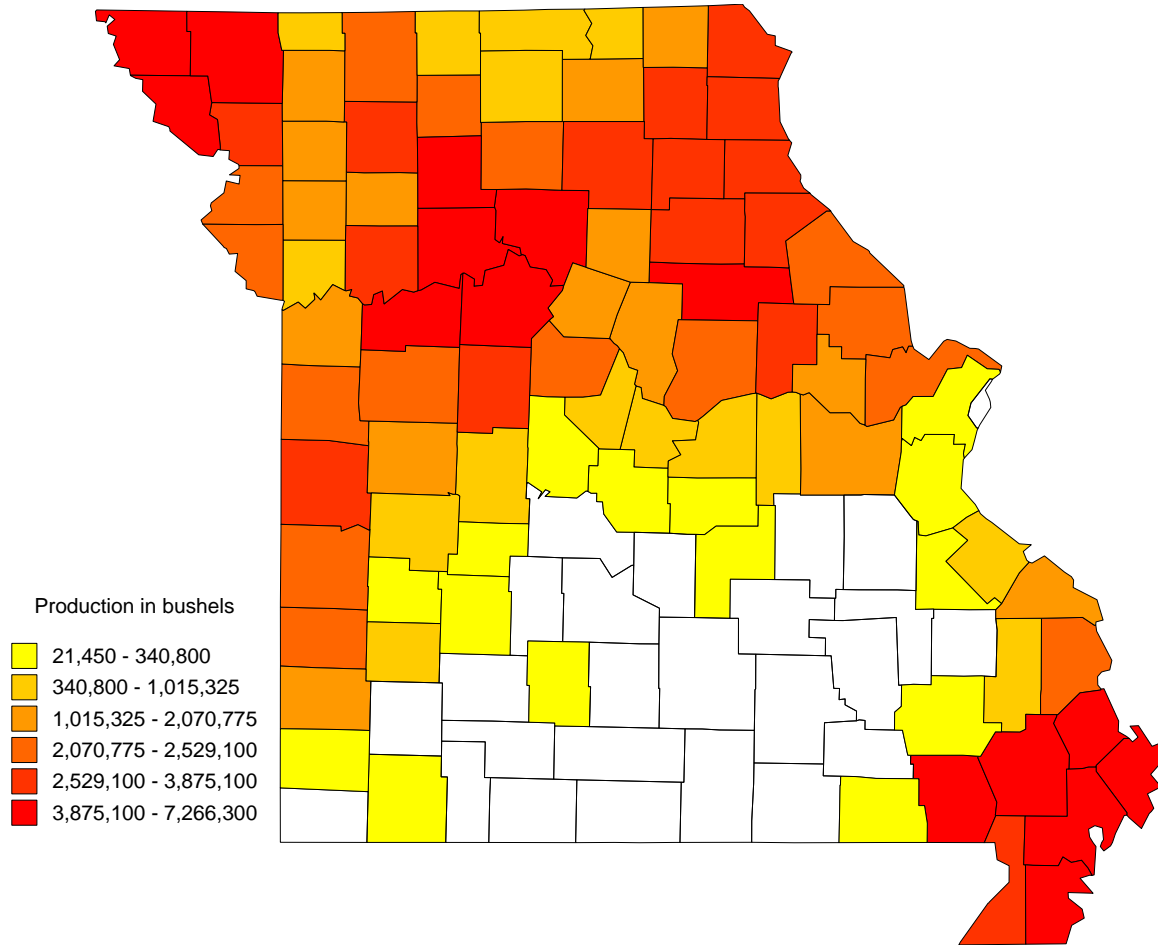 Production in bushels
21,450 - 340,800
340,800 - 1,015,325
1,015,325 - 2,070,775
2,070,775 - 2,529,100
2,529,100 - 3,875,100
3,875,100 - 7,266,300